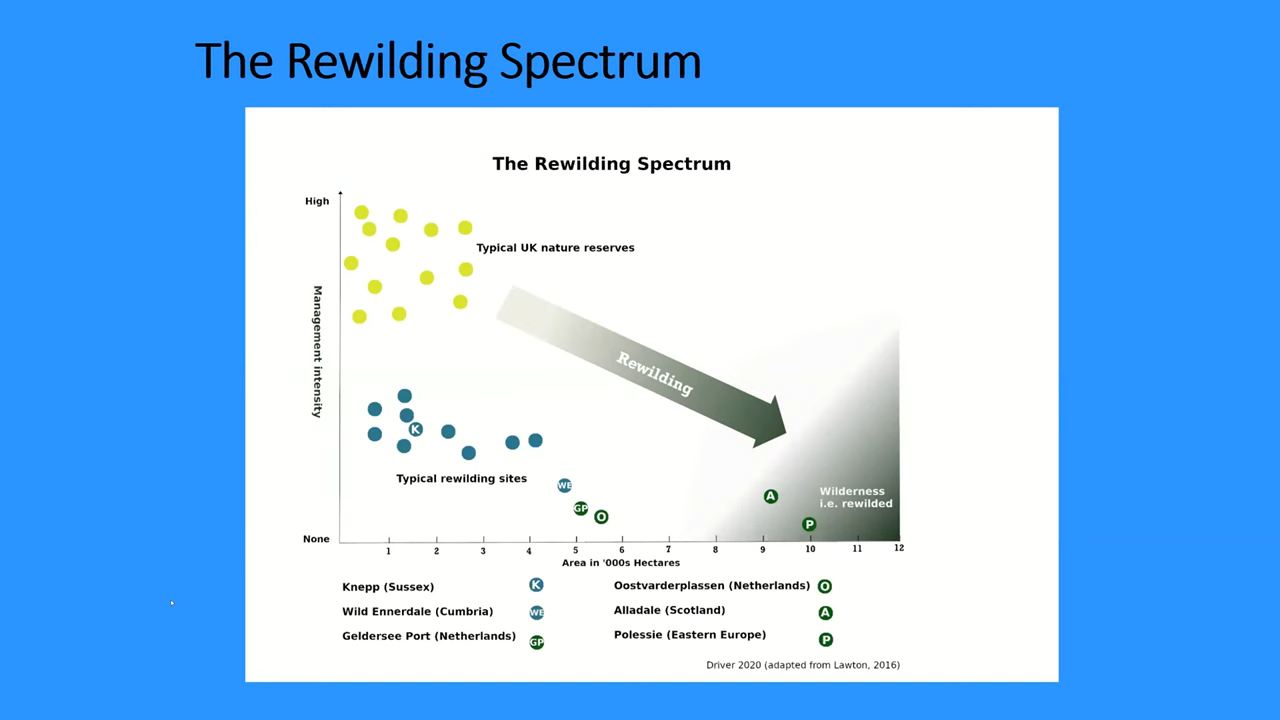 The Rewilding Spectrum
The Rewilding Spectrum
High
Typical UK nature reserves
Management intensity
Rewilding
K
Typical rewilding sites
WE
GP
O
A
Wilderness
i.e. rewilded
P
None
1 2 3 4 5 6 7 8 9 10 11 12
Area in '000s Hectares
Knepp (Sussex) K
Oostvarderplassen (Netherlands) O
Wild Ennerdale (Cumbria) WE
Alladale (Scotland) A
Geldersee Port (Netherlands) GP
Polessie (Eastern Europe) P
Driver 2020 (adapted from Lawton, 2016)